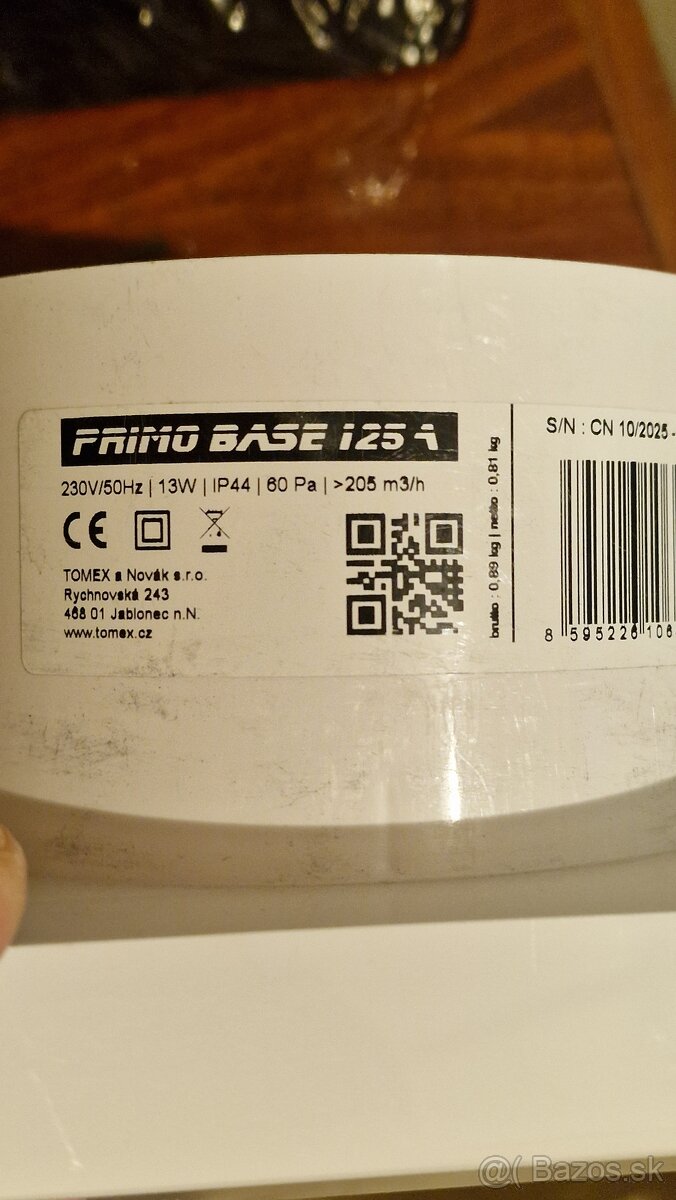 PRIMO BASE 125 A
230V/50Hz | 13W | IP44 | 60 Pa | >205 m3/h
CE
TOMEX a Novák s.r.o.
Rychnovská 243
468 01 Jablonec n.N.
www.tomex.cz
brutto : 0,89 kg | netto : 0,81 kg
S/N : CN 10/2025 -
8 595226 106
@( Bazos.sk